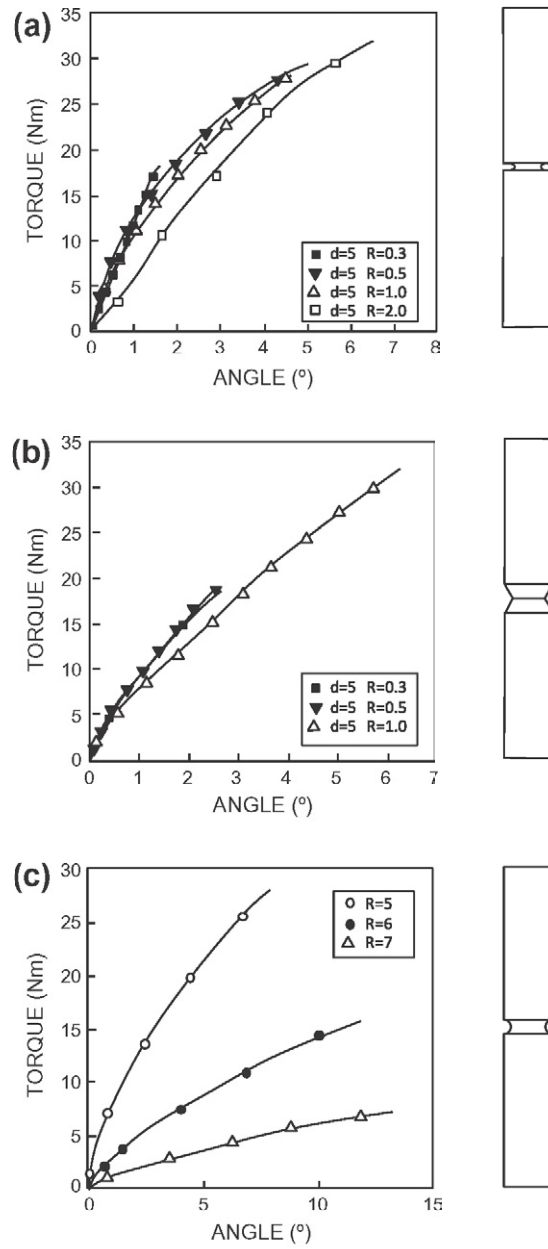 (a)
35
30
25
20
15
10
5
0
TORQUE (Nm)
d=5 R=0.3
d=5 R=0.5
d=5 R=1.0
d=5 R=2.0
0 1 2 3 4 5 6 7 8
ANGLE (º)
(b)
35
30
25
20
15
10
5
0
TORQUE (Nm)
d=5 R=0.3
d=5 R=0.5
d=5 R=1.0
0 1 2 3 4 5 6 7
ANGLE (º)
(c)
30
25
20
15
10
5
0
TORQUE (Nm)
R=5
R=6
R=7
0 5 10 15
ANGLE (º)